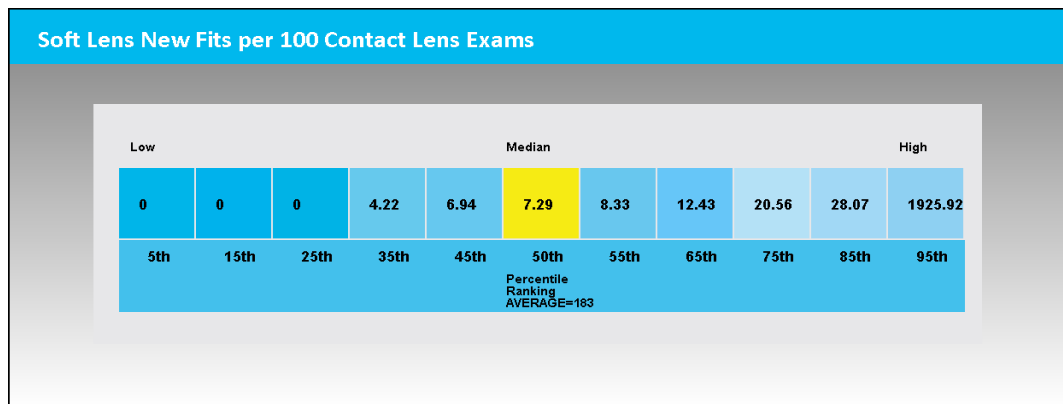 Soft Lens New Fits per 100 Contact Lens Exams
Low Median High
0 0 0 4.22 6.94 7.29 8.33 12.43 20.56 28.07 1925.92
5th 15th 25th 35th 45th 50th 55th 65th 75th 85th 95th
Percentile
Ranking
AVERAGE=183